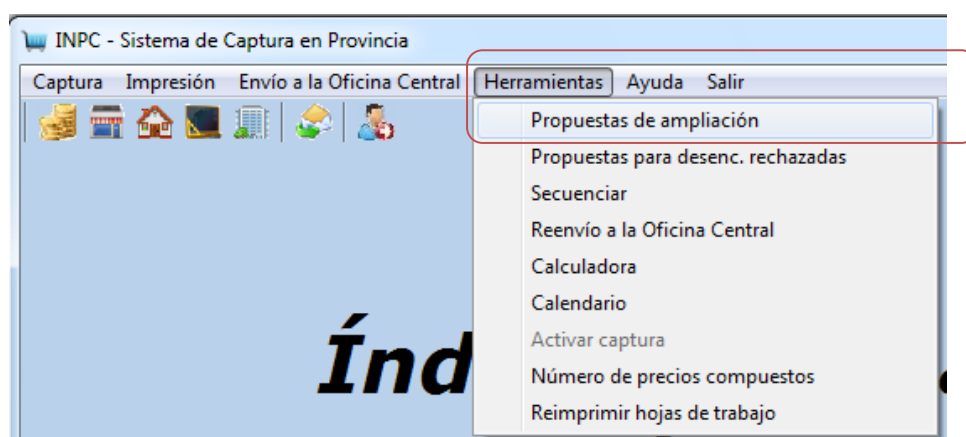 INPC - Sistema de Captura en Provincia
Captura Impresión Envío a la Oficina Central Herramientas Ayuda Salir
Propuestas de ampliación
Propuestas para desenc. rechazadas
Secuenciar
Reenvío a la Oficina Central
Calculadora
Calendario
Activar captura
Número de precios compuestos
Reimprimir hojas de trabajo
Índ